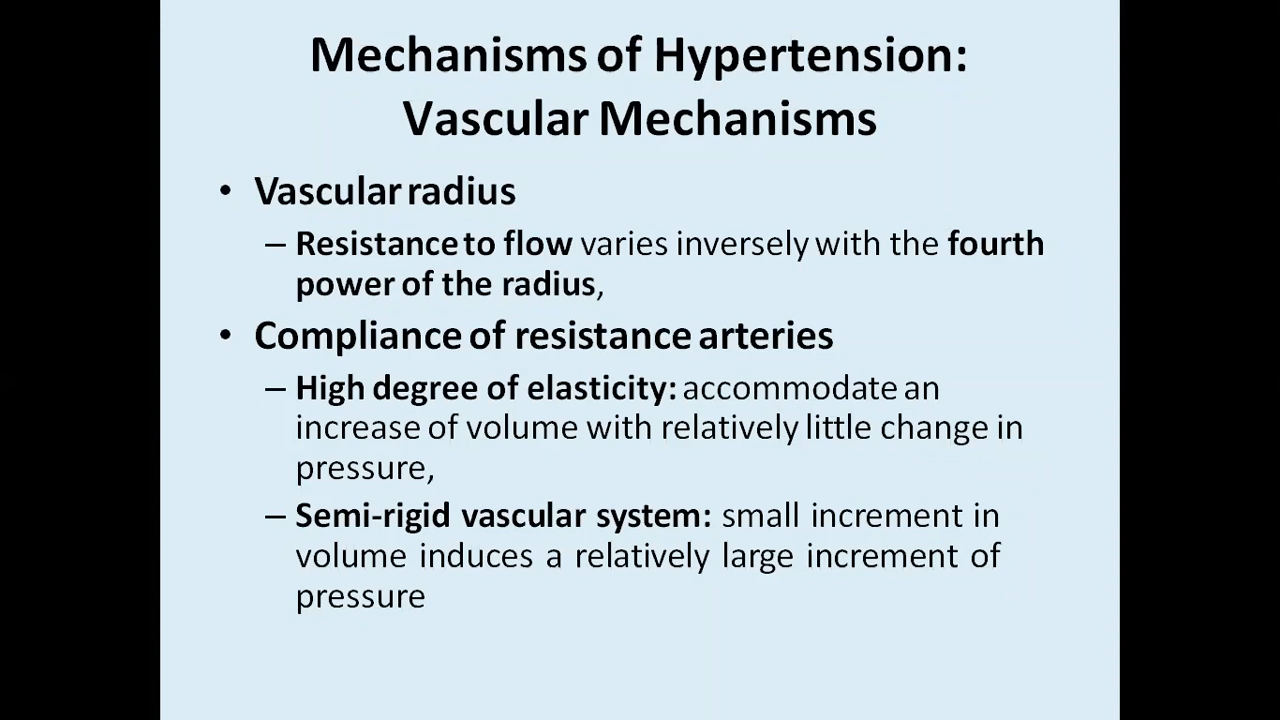 Mechanisms of Hypertension:
Vascular Mechanisms
• Vascular radius
– Resistance to flow varies inversely with the fourth
power of the radius,
• Compliance of resistance arteries
– High degree of elasticity: accommodate an
increase of volume with relatively little change in
pressure,
– Semi-rigid vascular system: small increment in
volume induces a relatively large increment of
pressure